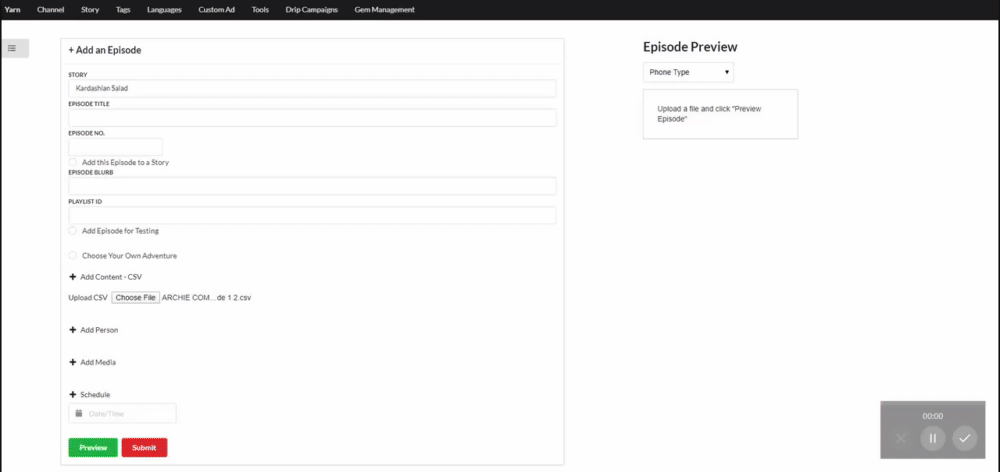 Yarn Channel Story Tags Languages Custom Ad Tools Drip Campaigns Gem Management
+ Add an Episode
STORY
Kardashian Salad
EPISODE TITLE
EPISODE NO.
Add this Episode to a Story
EPISODE BLURB
PLAYLIST ID
Add Episode for Testing
Choose Your Own Adventure
+ Add Content - CSV
Upload CSV Choose File ARCHIE COM...de 1 2.csv
+ Add Person
+ Add Media
+ Schedule
Date/Time
Preview Submit
Episode Preview
Phone Type
Upload a file and click "Preview
Episode"
00:00